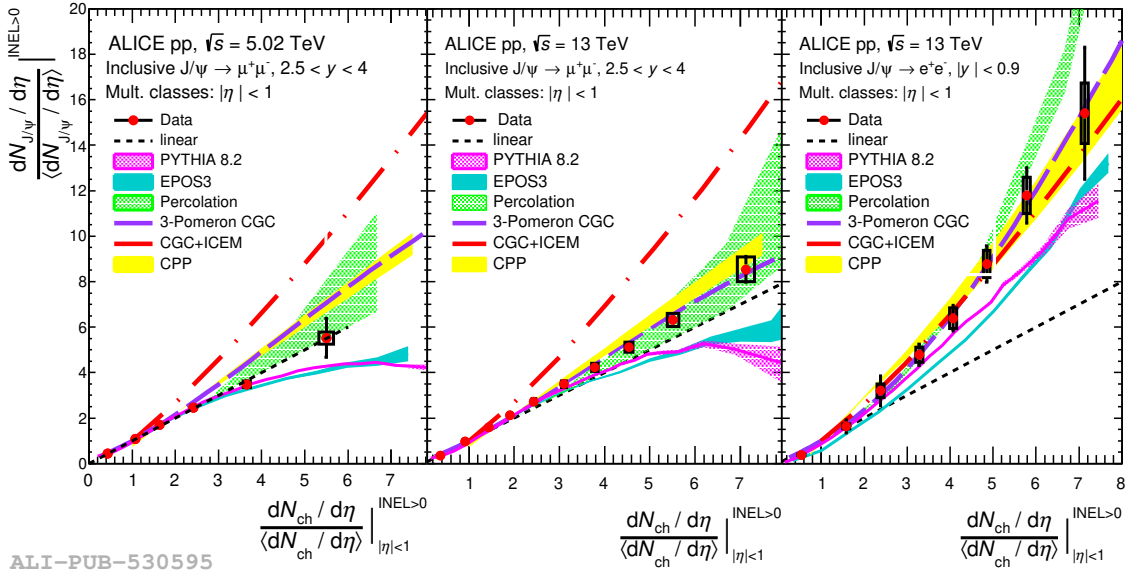 dN_J/ψ / dη
⟨dN_J/ψ / dη⟩
INEL>0
20
18
16
14
12
10
8
6
4
2
0
ALICE pp, √s = 5.02 TeV
Inclusive J/ψ → μ⁺μ⁻, 2.5 < y < 4
Mult. classes: |η| < 1
Data
linear
PYTHIA 8.2
EPOS3
Percolation
3-Pomeron CGC
CGC+ICEM
CPP
0 1 2 3 4 5 6 7
dN_ch / dη
⟨dN_ch / dη⟩
INEL>0
|η|<1
ALICE pp, √s = 13 TeV
Inclusive J/ψ → μ⁺μ⁻, 2.5 < y < 4
Mult. classes: |η| < 1
Data
linear
PYTHIA 8.2
EPOS3
Percolation
3-Pomeron CGC
CGC+ICEM
CPP
1 2 3 4 5 6 7
dN_ch / dη
⟨dN_ch / dη⟩
INEL>0
|η|<1
ALICE pp, √s = 13 TeV
Inclusive J/ψ → e⁺e⁻, |y| < 0.9
Mult. classes: |η| < 1
Data
linear
PYTHIA 8.2
EPOS3
Percolation
3-Pomeron CGC
CGC+ICEM
CPP
1 2 3 4 5 6 7 8
dN_ch / dη
⟨dN_ch / dη⟩
INEL>0
|η|<1
ALI-PUB-530595